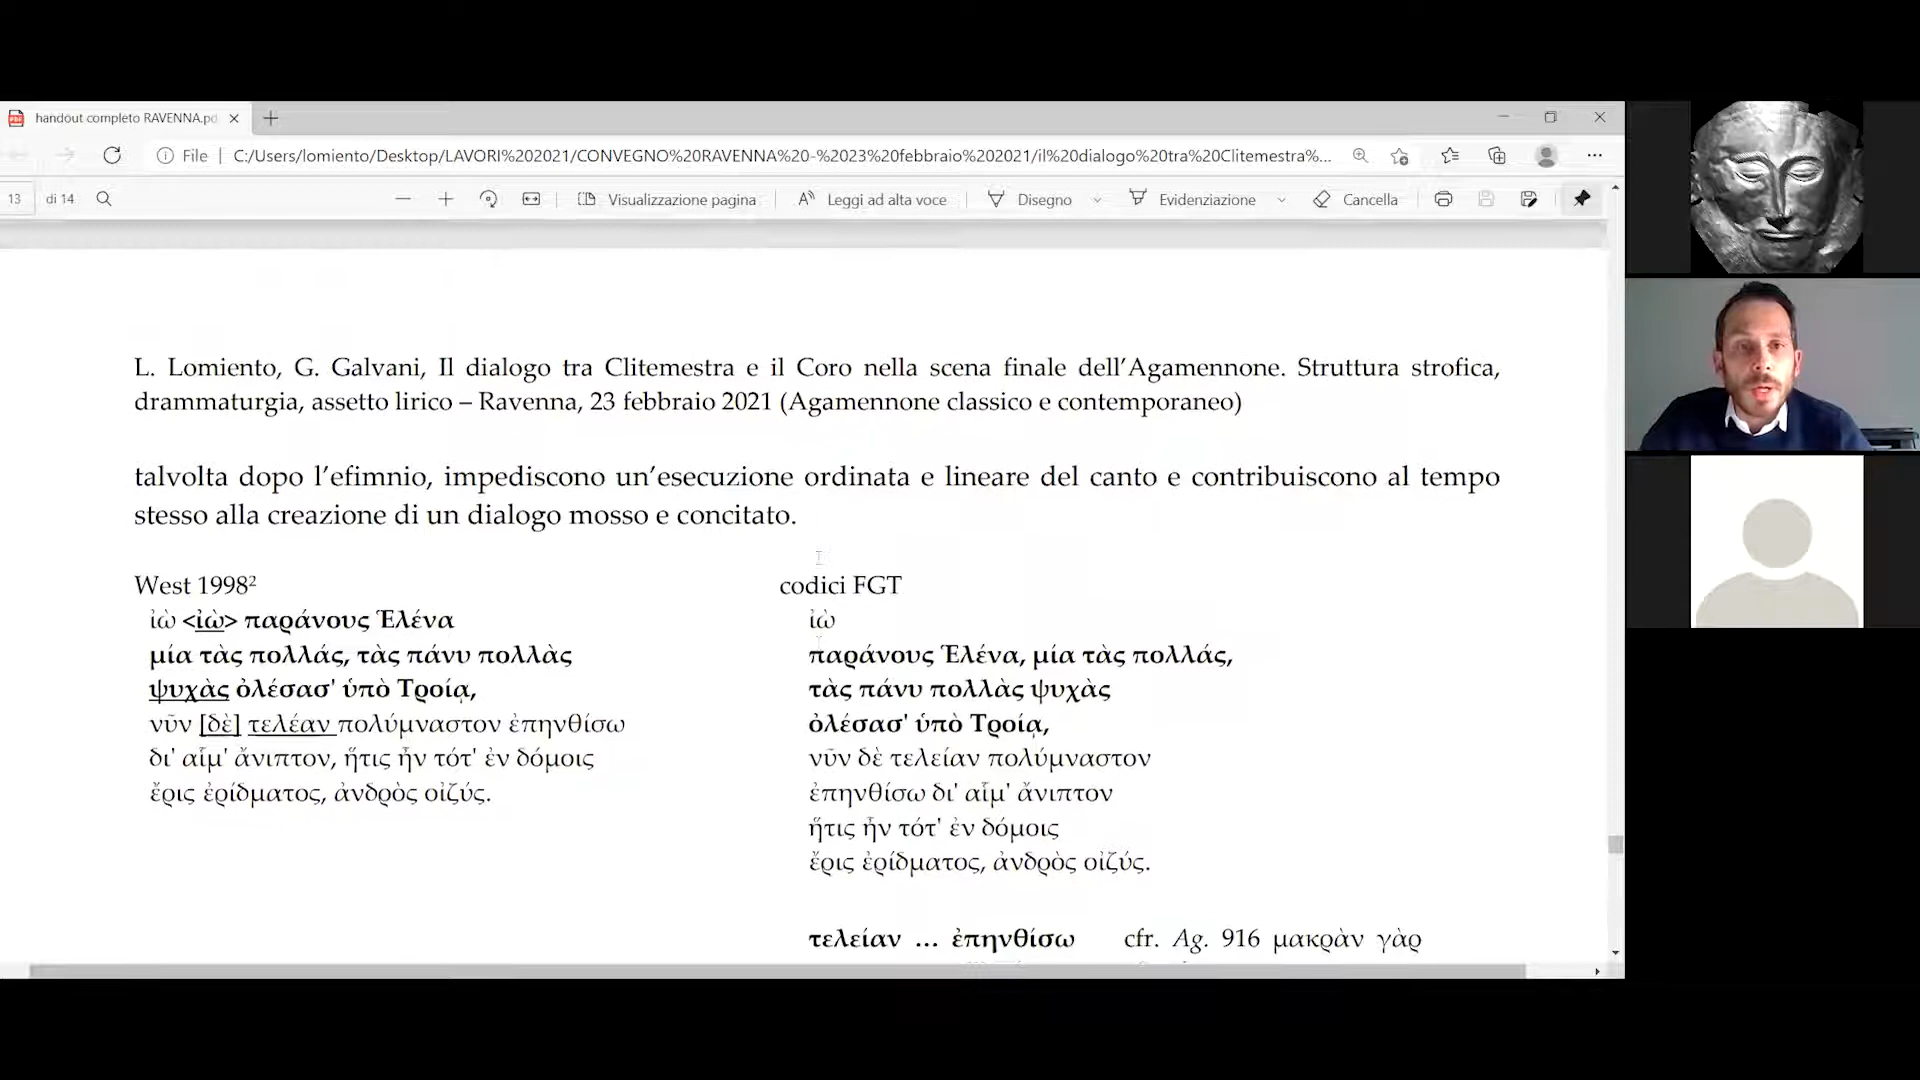 handout completo RAVENNA.pd
File
C:/Users/lomiento/Desktop/LAVORI%202021/CONVEGNO%20RAVENNA%20-%2023%20febbraio%202021/il%20dialogo%20tra%20Clitemestra%...
13 di 14
Visualizzazione pagina
Leggi ad alta voce
Disegno
Evidenziazione
Cancella
L. Lomiento, G. Galvani, Il dialogo tra Clitemestra e il Coro nella scena finale dell’Agamennone. Struttura strofica,
drammaturgia, assetto lirico – Ravenna, 23 febbraio 2021 (Agamennone classico e contemporaneo)
talvolta dopo l’efimnio, impediscono un’esecuzione ordinata e lineare del canto e contribuiscono al tempo
stesso alla creazione di un dialogo mosso e concitato.
West 1998²
ἰὼ <ἰὼ> παράνους Ἑλένα
μία τὰς πολλάς, τὰς πάνυ πολλὰς
ψυχὰς ὀλέσασ' ὑπὸ Τροίᾳ,
νῦν [δὲ] τελέαν πολύμναστον ἐπηνθίσω
δι' αἷμ' ἄνιπτον, ἥτις ἦν τότ' ἐν δόμοις
ἔρις ἐρίδματος, ἀνδρὸς οἰζύς.
codici FGT
ἰὼ
παράνους Ἑλένα, μία τὰς πολλάς,
τὰς πάνυ πολλὰς ψυχὰς
ὀλέσασ' ὑπὸ Τροίᾳ,
νῦν δὲ τελείαν πολύμναστον
ἐπηνθίσω δι' αἷμ' ἄνιπτον
ἥτις ἦν τότ' ἐν δόμοις
ἔρις ἐρίδματος, ἀνδρὸς οἰζύς.
τελείαν ... ἐπηνθίσω cfr. Ag. 916 μακρὰν γὰρ